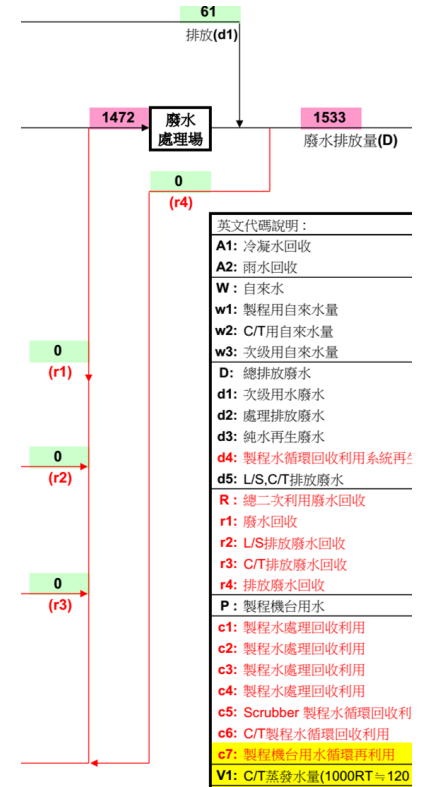 61
排放(d1)
1472
廢水
處理場
1533
廢水排放量(D)
0
(r4)
0
(r1)
0
(r2)
0
(r3)
英文代碼說明：
A1: 冷凝水回收
A2: 雨水回收
W : 自來水
w1: 製程用自來水量
w2: C/T用自來水量
w3: 次级用自來水量
D: 總排放廢水
d1: 次级用水廢水
d2: 處理排放廢水
d3: 純水再生廢水
d4: 製程水循環回收利用系統再
d5: L/S,C/T排放廢水
R : 總二次利用廢水回收
r1: 廢水回收
r2: L/S排放廢水回收
r3: C/T排放廢水回收
r4: 排放廢水回收
P : 製程機台用水
c1: 製程水處理回收利用
c2: 製程水處理回收利用
c3: 製程水處理回收利用
c4: 製程水處理回收利用
c5: Scrubber 製程水循環回收利
c6: C/T製程水循環回收利用
c7: 製程機台用水循環再利用
V1: C/T蒸發水量(1000RT≒120